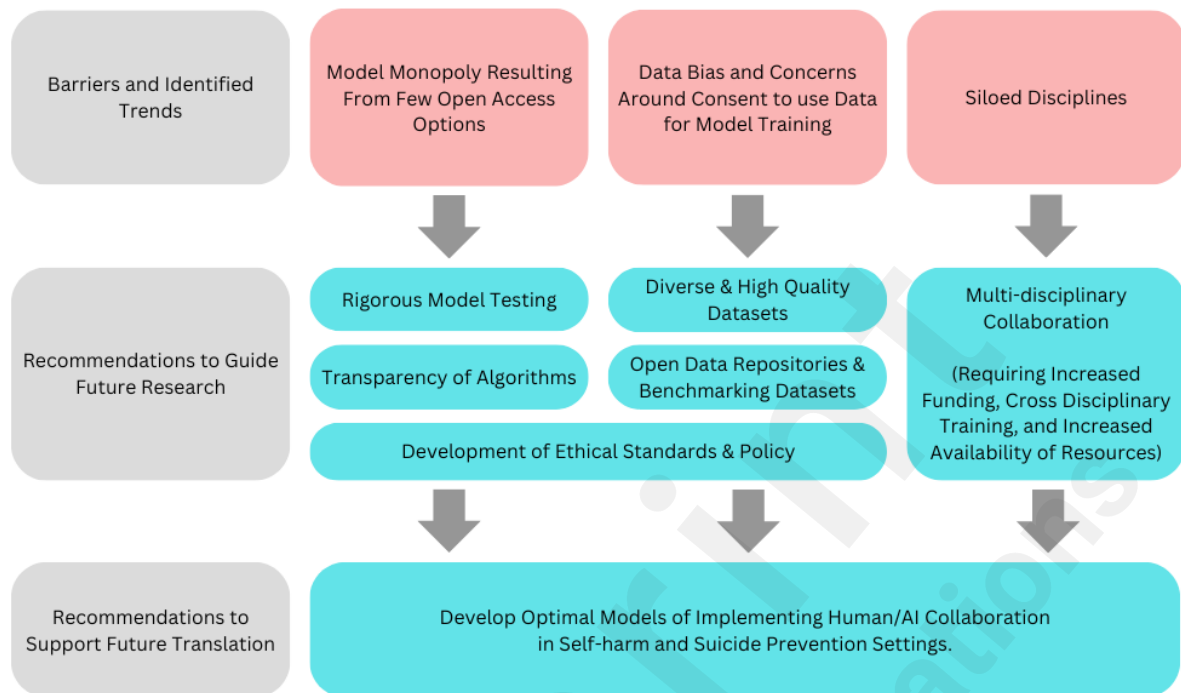 Barriers and Identified
Trends
Model Monopoly Resulting
From Few Open Access
Options
Data Bias and Concerns
Around Consent to use Data
for Model Training
Siloed Disciplines
Recommendations to Guide
Future Research
Rigorous Model Testing
Transparency of Algorithms
Diverse & High Quality
Datasets
Open Data Repositories &
Benchmarking Datasets
Development of Ethical Standards & Policy
Multi-disciplinary
Collaboration
(Requiring Increased
Funding, Cross Disciplinary
Training, and Increased
Availability of Resources)
Recommendations to
Support Future Translation
Develop Optimal Models of Implementing Human/AI Collaboration
in Self-harm and Suicide Prevention Settings.